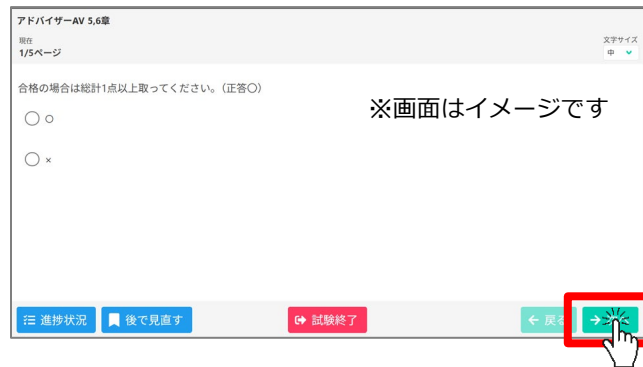 アドバイザーAV 5,6章
現在
1/5ページ
文字サイズ
中
合格の場合は総計1点以上取ってください。(正答〇)
※画面はイメージです
○
×
進捗状況
後で見直す
試験終了
← 戻る
→